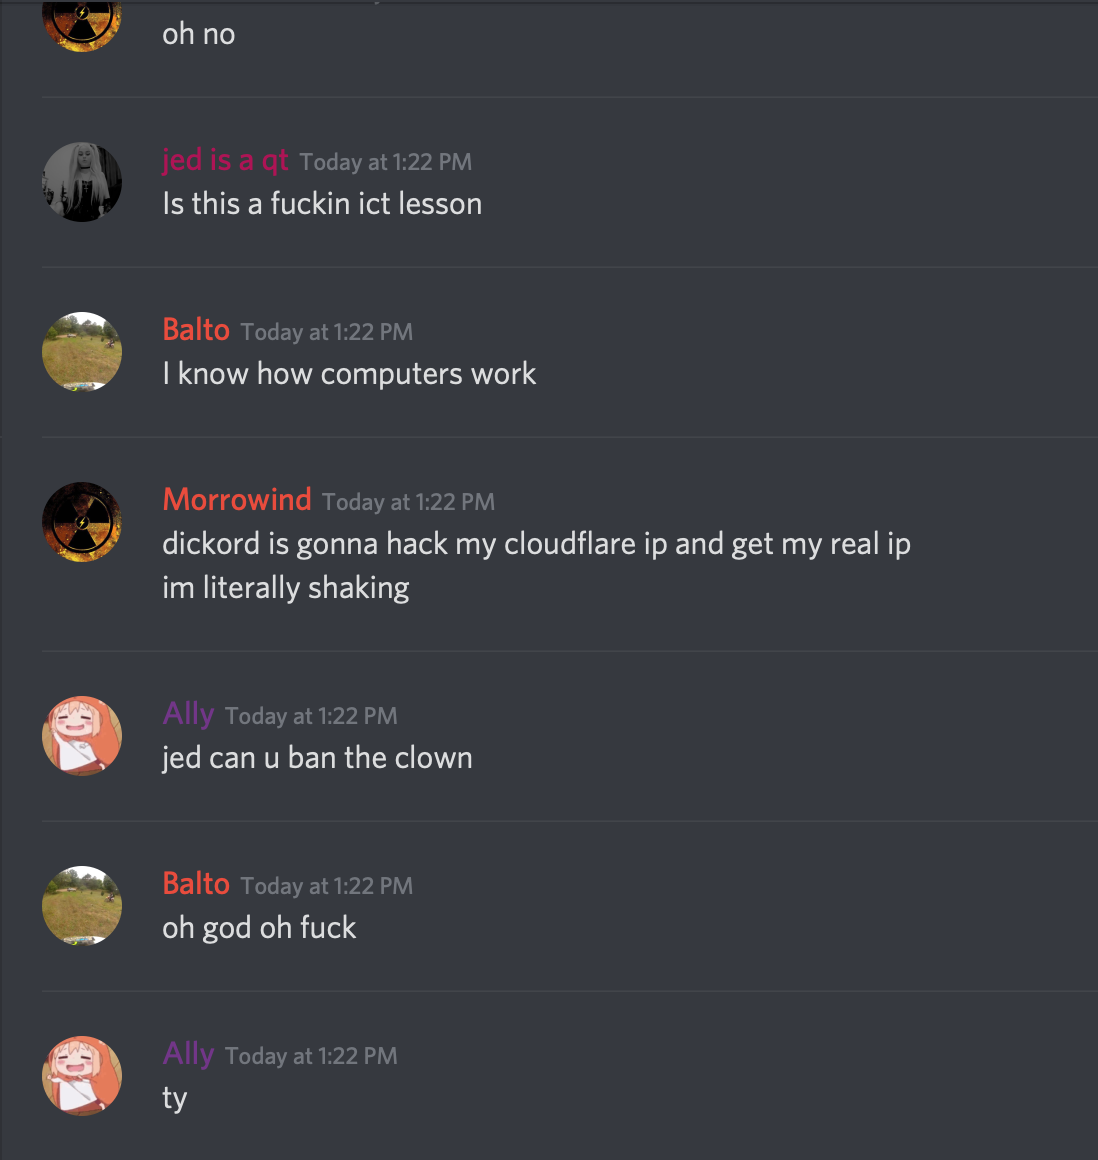 oh no
jed is a qt Today at 1:22 PM
Is this a fuckin ict lesson
Balto Today at 1:22 PM
I know how computers work
Morrowind Today at 1:22 PM
dickord is gonna hack my cloudflare ip and get my real ip
im literally shaking
Ally Today at 1:22 PM
jed can u ban the clown
Balto Today at 1:22 PM
oh god oh fuck
Ally Today at 1:22 PM
ty